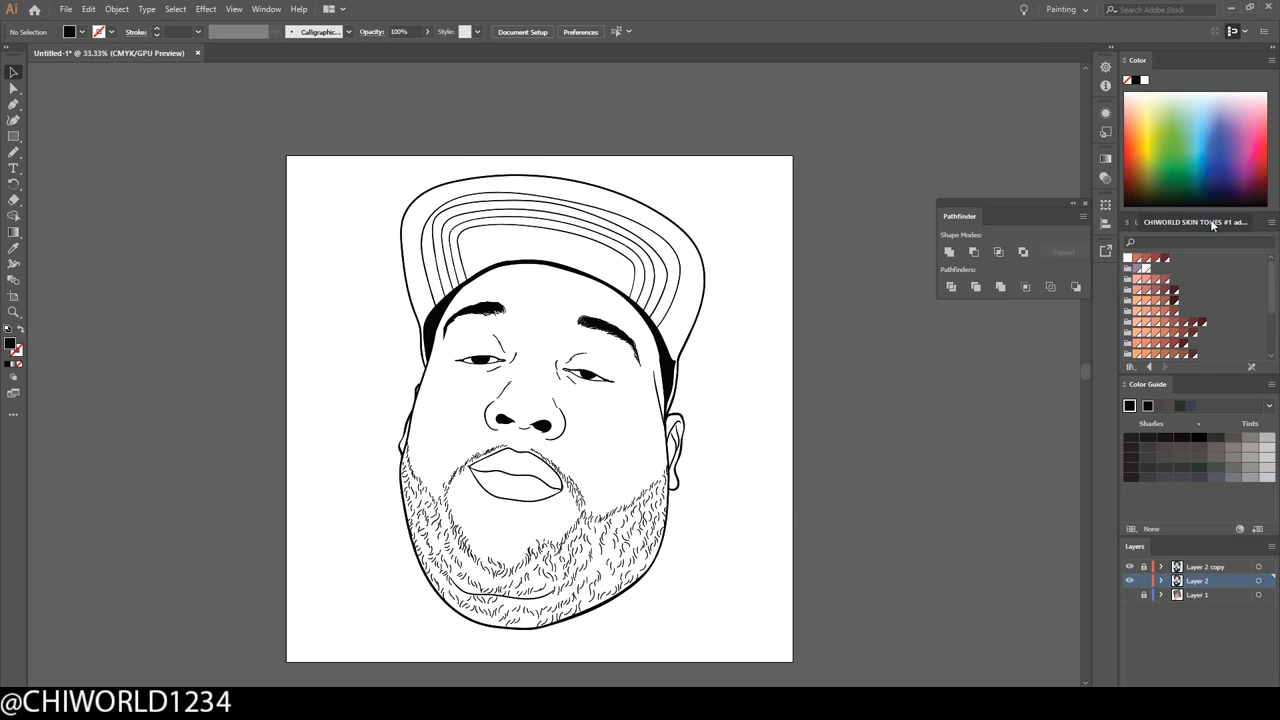 Ai File Edit Object Type Select Effect View Window Help Painting Search Adobe Stock
No Selection Stroke: Calligraphic... Opacity: 100% Style: Document Setup Preferences
Untitled-1* @ 33.33% (CMYK/GPU Preview)
Color
Pathfinder
Shape Modes:
Expand
Pathfinders:
CHIWORLD SKIN TONES #1 ad...
Color Guide
Shades Tints
None
Layers
Layer 2 copy
Layer 2
Layer 1
@CHIWORLD1234